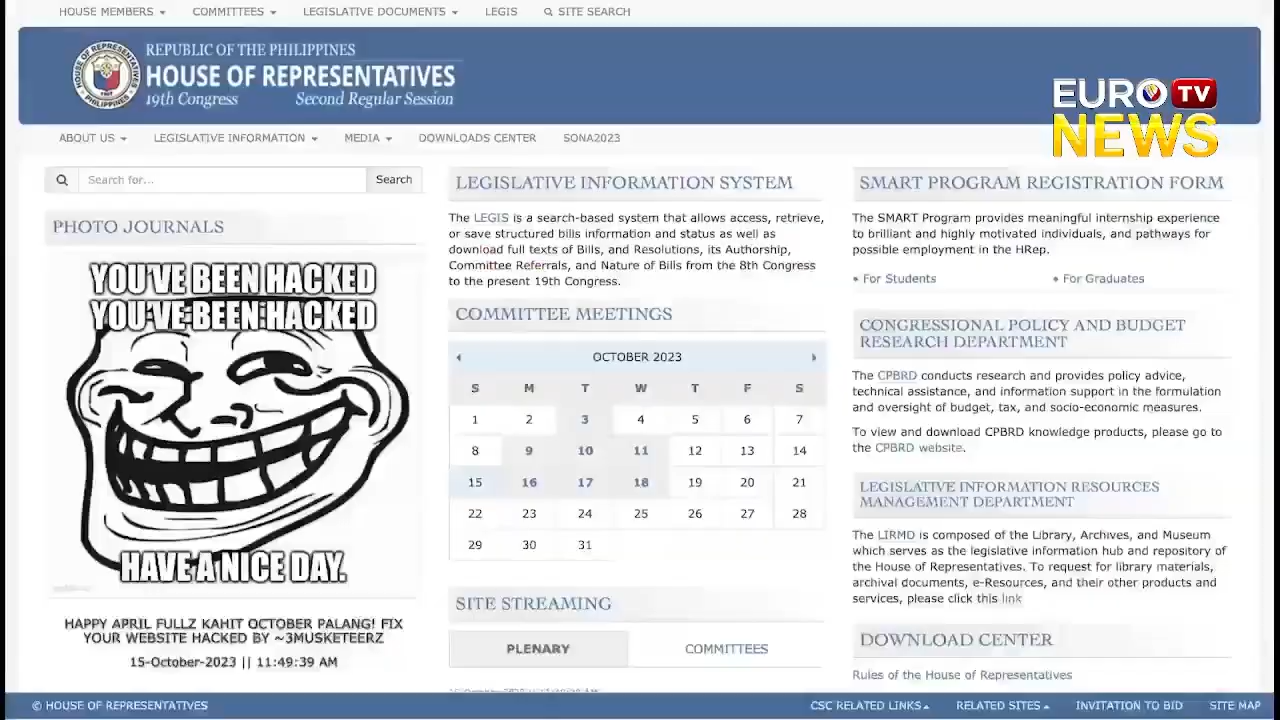 HOUSE MEMBERS COMMITTEES LEGISLATIVE DOCUMENTS LEGIS SITE SEARCH
REPUBLIC OF THE PHILIPPINES
HOUSE OF REPRESENTATIVES
19th Congress Second Regular Session
EURO TV
NEWS
ABOUT US LEGISLATIVE INFORMATION MEDIA DOWNLOADS CENTER SONA2023
Search for... Search
PHOTO JOURNALS
YOU'VE BEEN HACKED
YOU'VE BEEN HACKED
HAVE A NICE DAY.
HAPPY APRIL FULLZ KAHIT OCTOBER PALANG! FIX
YOUR WEBSITE HACKED BY ~3MUSKETEERZ
15-October-2023 || 11:49:39 AM
LEGISLATIVE INFORMATION SYSTEM
The LEGIS is a search-based system that allows access, retrieve,
or save structured bills information and status as well as
download full texts of Bills, and Resolutions, its Authorship,
Committee Referrals, and Nature of Bills from the 8th Congress
to the present 19th Congress.
COMMITTEE MEETINGS
OCTOBER 2023
S M T W T F S
1 2 3 4 5 6 7
8 9 10 11 12 13 14
15 16 17 18 19 20 21
22 23 24 25 26 27 28
29 30 31
SITE STREAMING
PLENARY COMMITTEES
SMART PROGRAM REGISTRATION FORM
The SMART Program provides meaningful internship experience
to brilliant and highly motivated individuals, and pathways for
possible employment in the HRep.
• For Students • For Graduates
CONGRESSIONAL POLICY AND BUDGET
RESEARCH DEPARTMENT
The CPBRD conducts research and provides policy advice,
technical assistance, and information support in the formulation
and oversight of budget, tax, and socio-economic measures.
To view and download CPBRD knowledge products, please go to
the CPBRD website.
LEGISLATIVE INFORMATION RESOURCES
MANAGEMENT DEPARTMENT
The LIRMD is composed of the Library, Archives, and Museum
which serves as the legislative information hub and repository of
the House of Representatives. To request for library materials,
archival documents, e-Resources, and their other products and
services, please click this link
DOWNLOAD CENTER
Rules of the House of Representatives
© HOUSE OF REPRESENTATIVES CSC RELATED LINKS RELATED SITES INVITATION TO BID SITE MAP